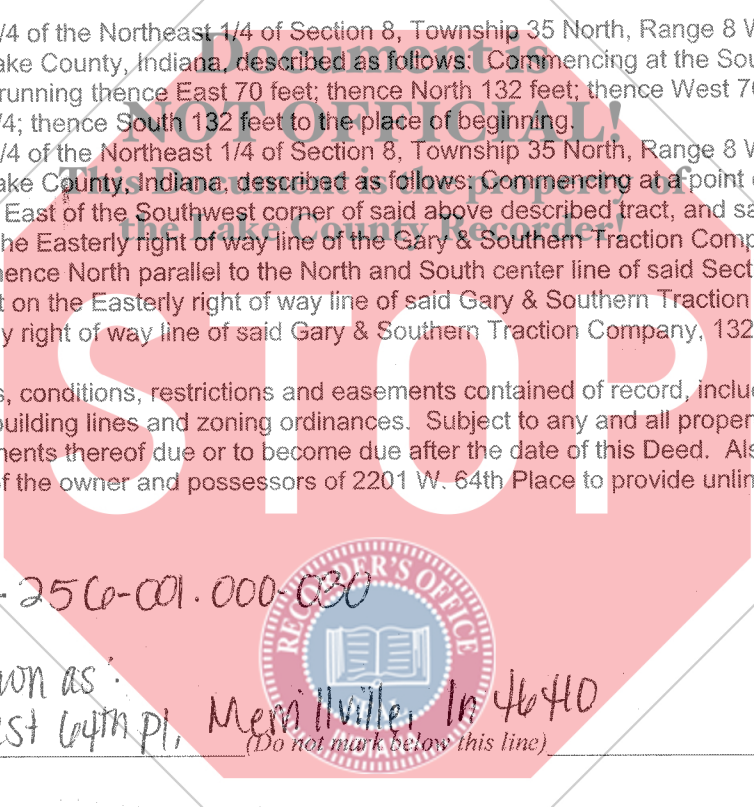 /4 of the Northeast 1/4 of Section 8, Township 35 North, Range 8 W
ake County, Indiana, described as follows: Commencing at the Sou
running thence East 70 feet; thence North 132 feet; thence West 70
/4; thence South 132 feet to the place of beginning.
/4 of the Northeast 1/4 of Section 8, Township 35 North, Range 8 W
ake County, Indiana, described as follows: Commencing at a point
East of the Southwest corner of said above described tract, and sa
he Easterly right of way line of the Gary & Southern Traction Comp
hence North parallel to the North and South center line of said Sect
t on the Easterly right of way line of said Gary & Southern Traction
y right of way line of said Gary & Southern Traction Company, 132
Document is
NOT OFFICIAL!
This Document is the property of
the Lake County Recorder!
STOP
s, conditions, restrictions and easements contained of record, inclu
building lines and zoning ordinances. Subject to any and all proper
nents thereof due or to become due after the date of this Deed. Als
of the owner and possessors of 2201 W. 64th Place to provide unlin
- 256-001.000-030
RECORDER'S OFFICE
wn as:
st 64th Pl, Merrillville, In 46410
(Do not mark below this line)